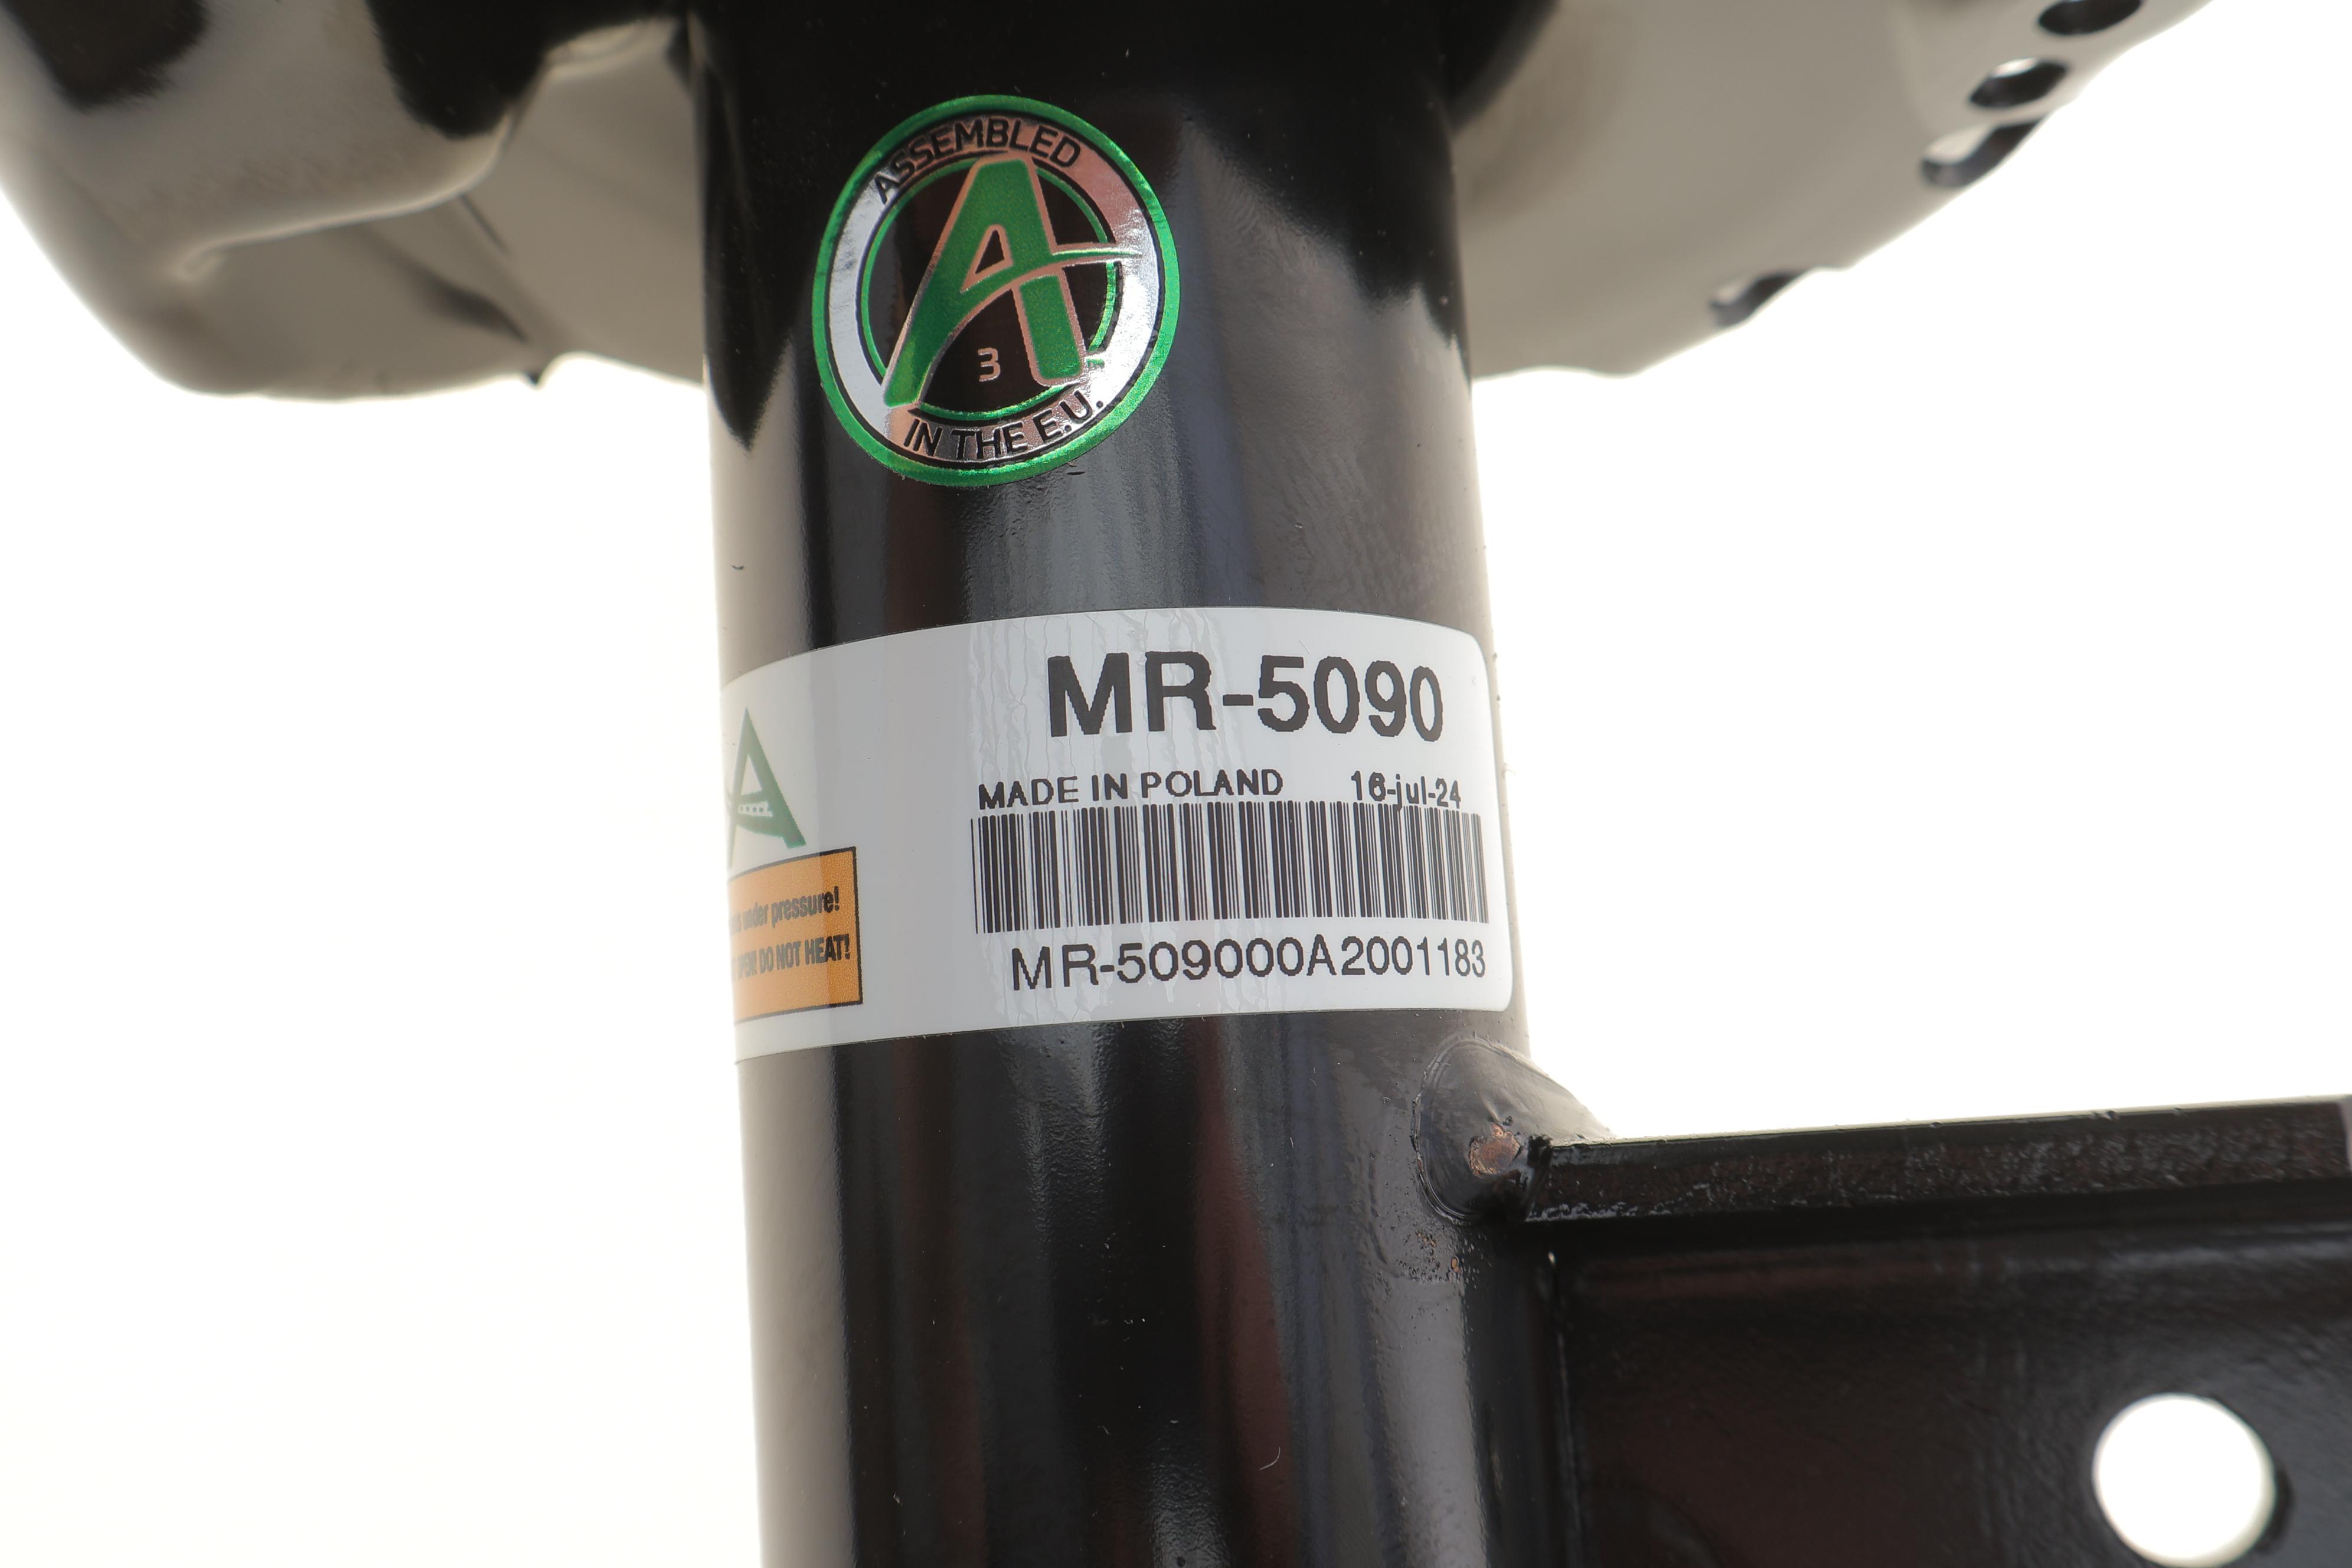 ASSEMBLED
A
3
IN THE E.U.
MR-5090
MADE IN POLAND 16-jul-24
MR-509000A2001183
under pressure!
DO NOT HEAT!